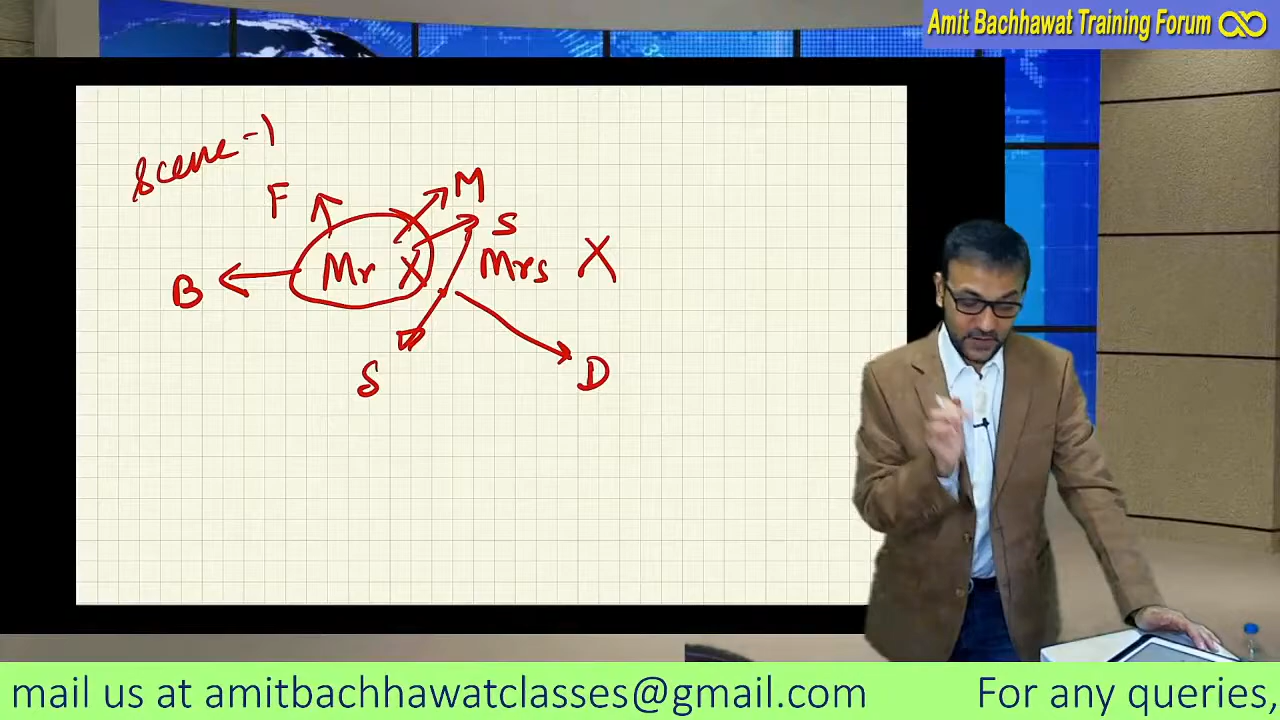 Amit Bachhawat Training Forum
Scene-1
F
M
S
Mr X
Mrs X
B
S
D
mail us at amitbachhawatclasses@gmail.com For any queries,